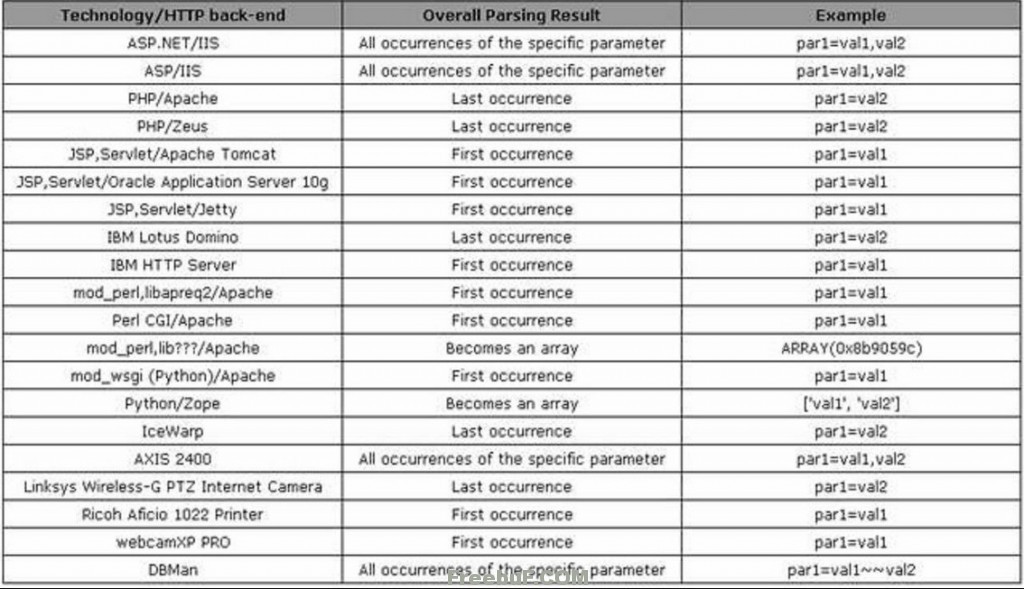 Technology/HTTP back-end Overall Parsing Result Example
ASP.NET/IIS All occurrences of the specific parameter par1=val1,val2
ASP/IIS All occurrences of the specific parameter par1=val1,val2
PHP/Apache Last occurrence par1=val2
PHP/Zeus Last occurrence par1=val2
JSP,Servlet/Apache Tomcat First occurrence par1=val1
JSP,Servlet/Oracle Application Server 10g First occurrence par1=val1
JSP,Servlet/Jetty First occurrence par1=val1
IBM Lotus Domino Last occurrence par1=val2
IBM HTTP Server First occurrence par1=val1
mod_perl,libapreq2/Apache First occurrence par1=val1
Perl CGI/Apache First occurrence par1=val1
mod_perl,lib???/Apache Becomes an array ARRAY(0x8b9059c)
mod_wsgi (Python)/Apache First occurrence par1=val1
Python/Zope Becomes an array ['val1', 'val2']
IceWarp Last occurrence par1=val2
AXIS 2400 All occurrences of the specific parameter par1=val1,val2
Linksys Wireless-G PTZ Internet Camera Last occurrence par1=val2
Ricoh Aficio 1022 Printer First occurrence par1=val1
webcamXP PRO First occurrence par1=val1
DBMan All occurrences of the specific parameter par1=val1~~val2
FreeBuF.COM